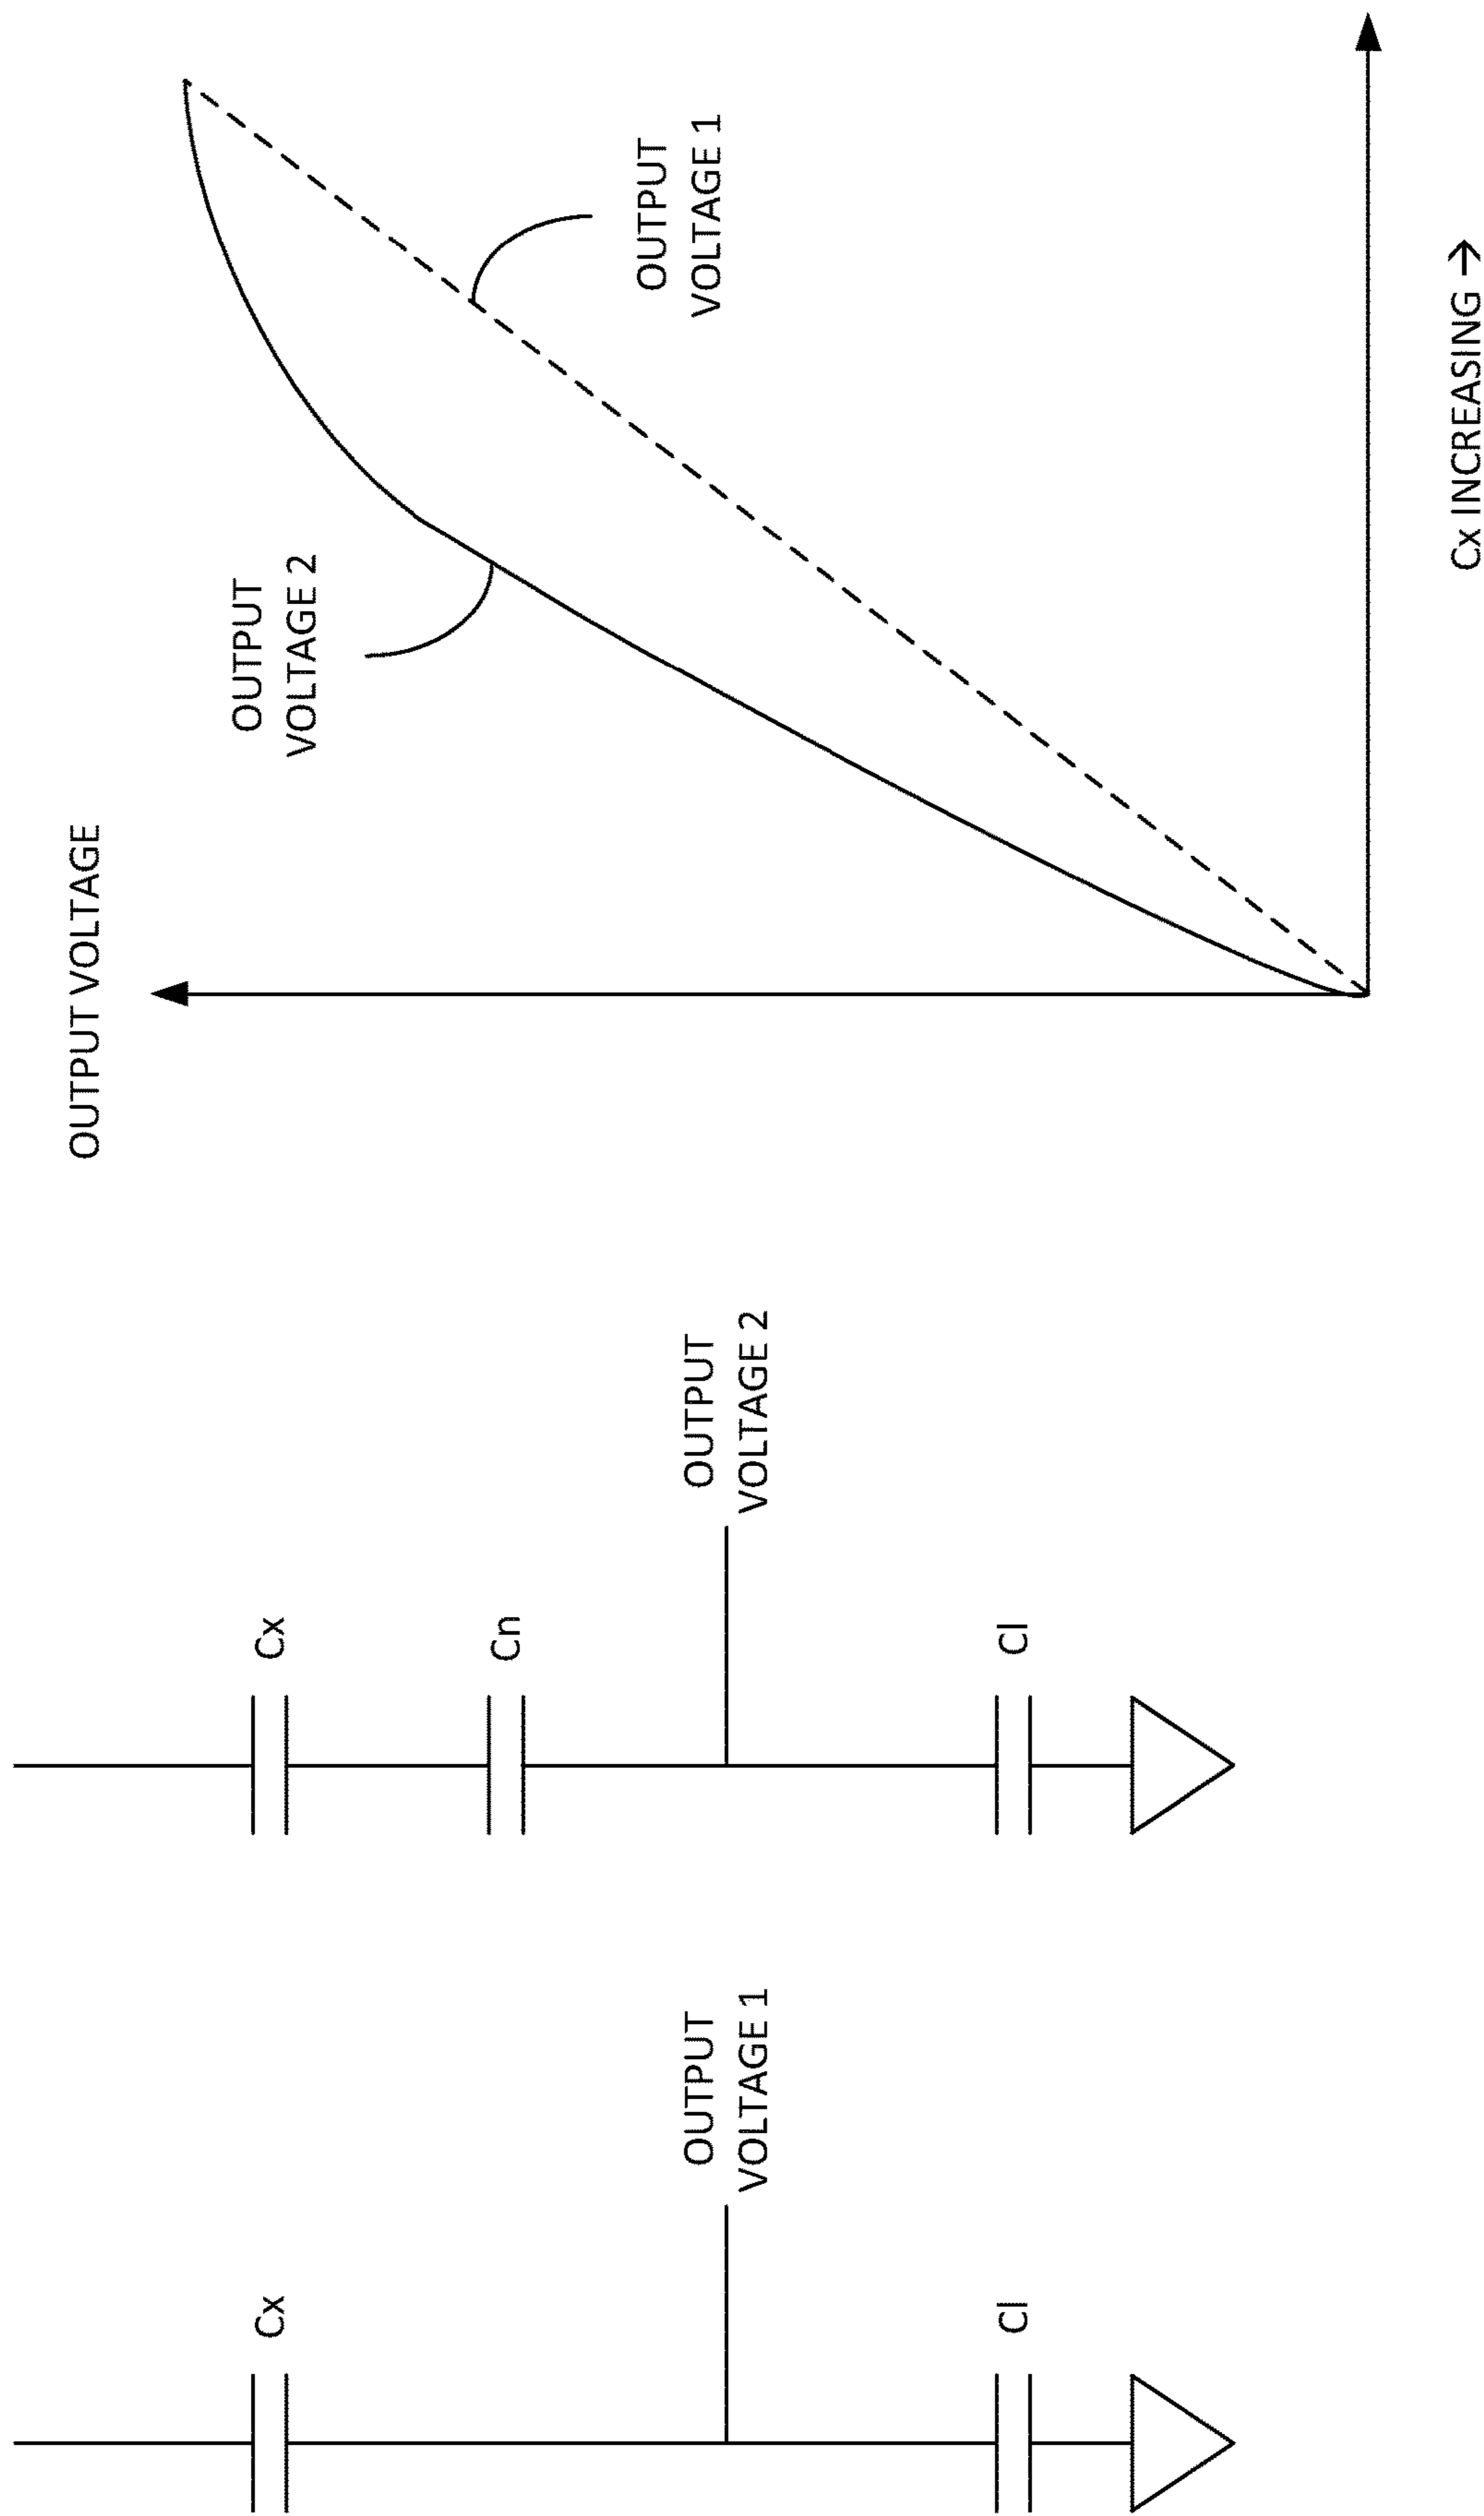 Cx
OUTPUT
VOLTAGE 1
Cl
Cx
Cn
OUTPUT
VOLTAGE 2
Cl
OUTPUT VOLTAGE
OUTPUT
VOLTAGE 2
OUTPUT
VOLTAGE 1
Cx INCREASING →